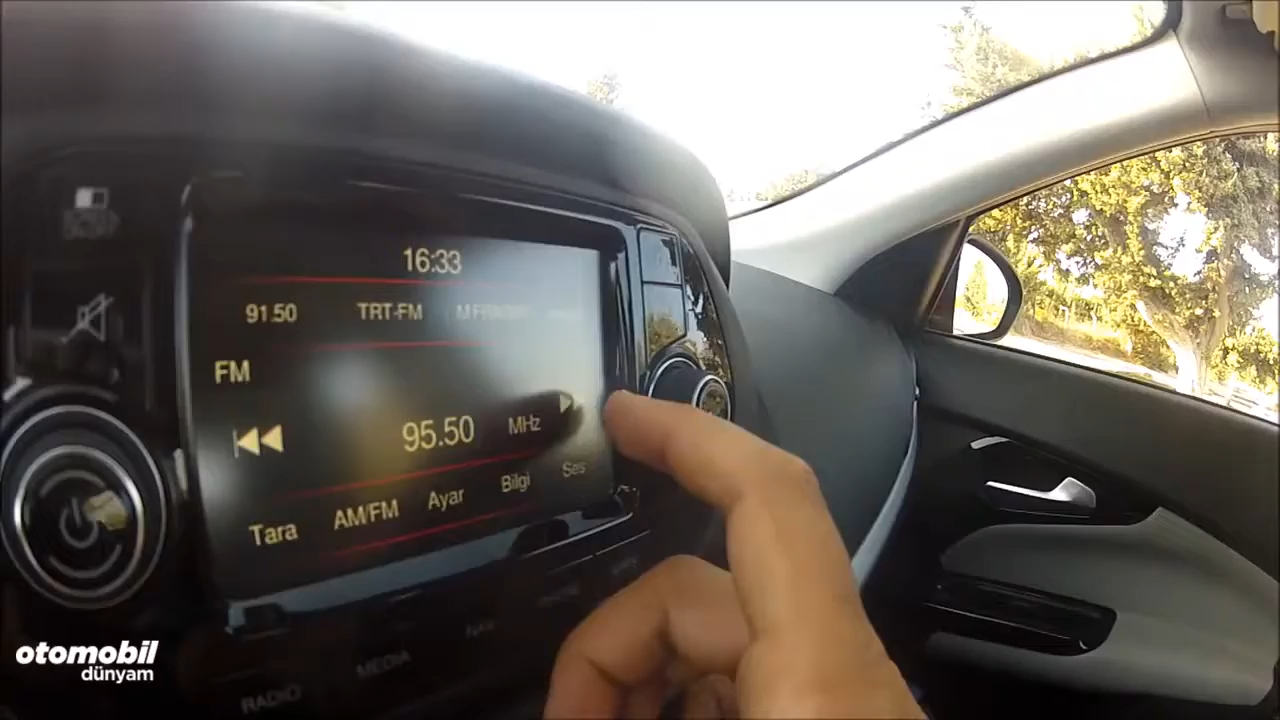 16:33
91.50 TRT-FM
FM
95.50 MHz
Tara AM/FM Ayar Bilgi Ses
NAV
MEDIA
RADIO
otomobil
dünyam